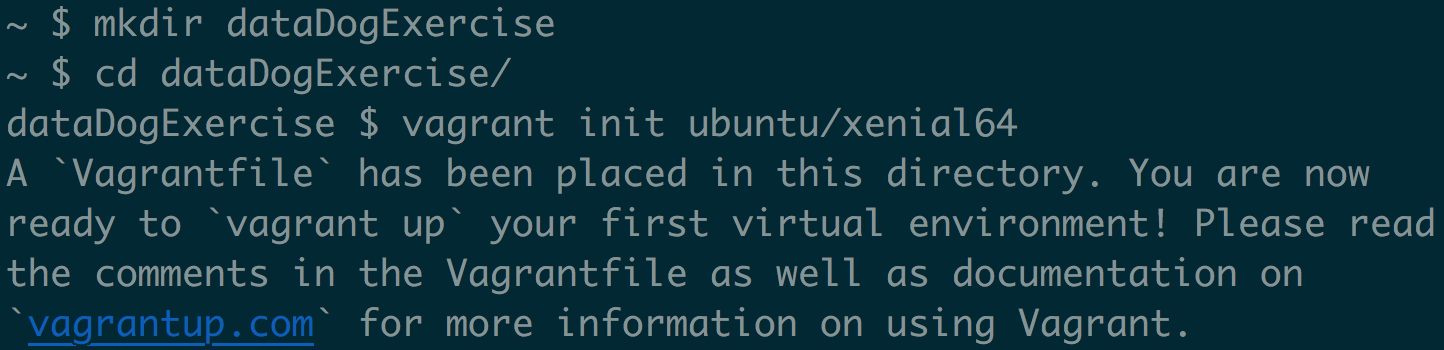 ~ $ mkdir dataDogExercise
~ $ cd dataDogExercise/
dataDogExercise $ vagrant init ubuntu/xenial64
A `Vagrantfile` has been placed in this directory. You are now
ready to `vagrant up` your first virtual environment! Please read
the comments in the Vagrantfile as well as documentation on
`vagrantup.com` for more information on using Vagrant.